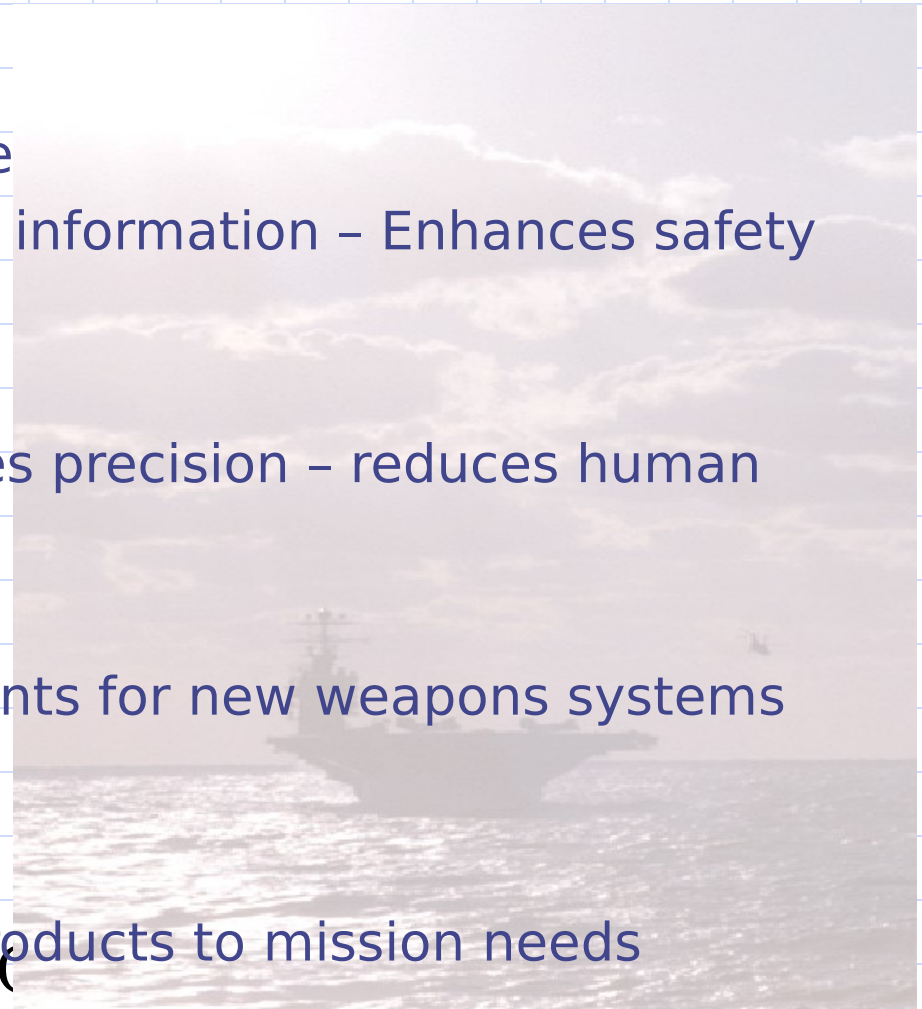 e
information – Enhances safety
es precision – reduces human
nts for new weapons systems
oducts to mission needs